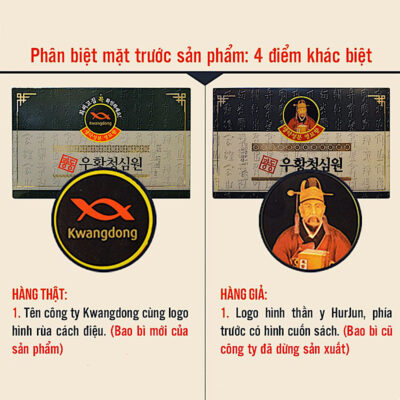 Phân biệt mặt trước sản phẩm: 4 điểm khác biệt
Kwangdong
우황청심원
우황청심원
Kwangdong
HÀNG THẬT:
1. Tên công ty Kwangdong cùng logo
hình rùa cách điệu. (Bao bì mới của
sản phẩm)
HÀNG GIẢ:
1. Logo hình thần y HurJun, phía
trước có hình cuốn sách. (Bao bì cũ
công ty đã dừng sản xuất)